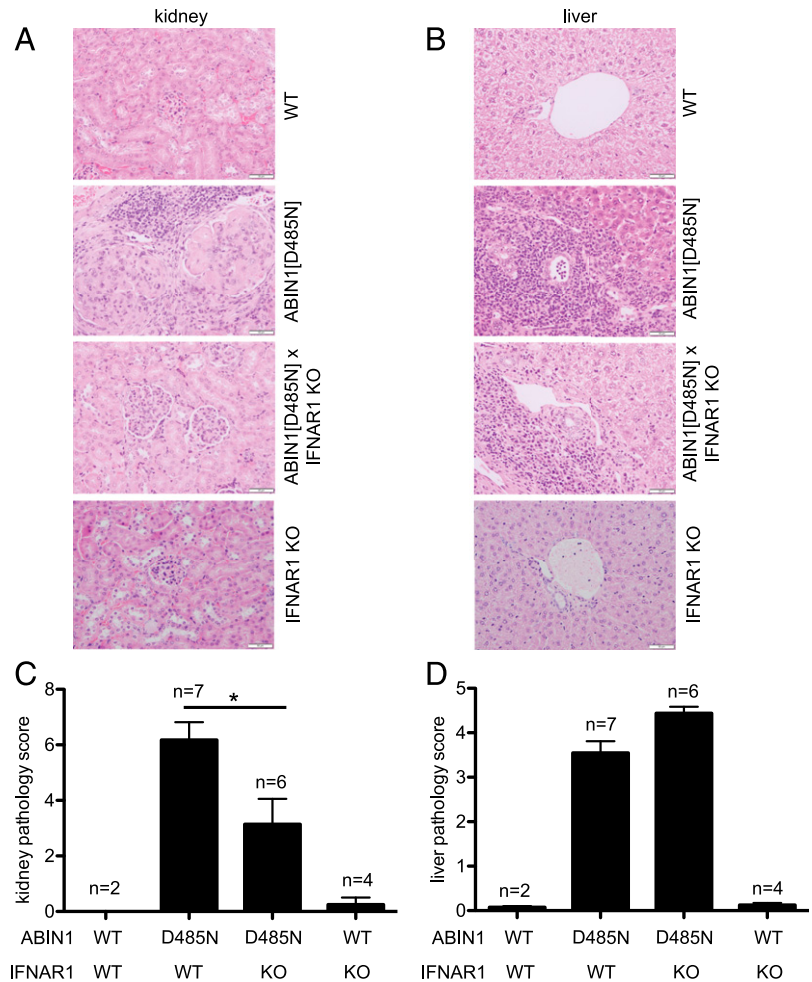 kidney
liver
A
B
WT
ABIN1[D485N]
ABIN1[D485N] x
IFNAR1 KO
IFNAR1 KO
WT
ABIN1[D485N]
ABIN1[D485N] x
IFNAR1 KO
IFNAR1 KO
C
kidney pathology score
8
6
4
2
0
n=2
n=7
*
n=6
n=4
ABIN1 WT D485N D485N WT
IFNAR1 WT WT KO KO
D
liver pathology score
5
4
3
2
1
0
n=2
n=7
n=6
n=4
ABIN1 WT D485N D485N WT
IFNAR1 WT WT KO KO